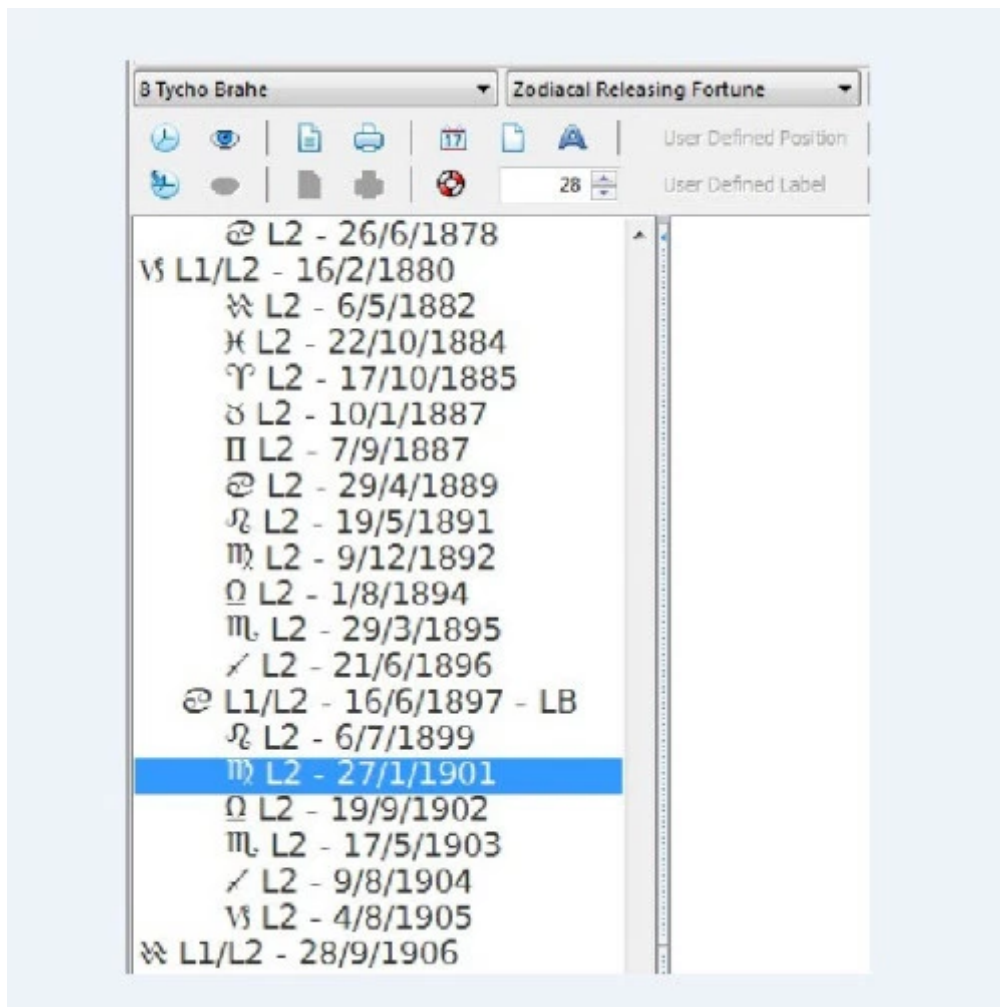 8 Tycho Brahe Zodiacal Releasing Fortune
17 A User Defined Position
28 User Defined Label
♋ L2 - 26/6/1878
♑ L1/L2 - 16/2/1880
♒ L2 - 6/5/1882
♓ L2 - 22/10/1884
♈ L2 - 17/10/1885
♉ L2 - 10/1/1887
♊ L2 - 7/9/1887
♋ L2 - 29/4/1889
♌ L2 - 19/5/1891
♍ L2 - 9/12/1892
♎ L2 - 1/8/1894
♏ L2 - 29/3/1895
♐ L2 - 21/6/1896
♋ L1/L2 - 16/6/1897 - LB
♌ L2 - 6/7/1899
♍ L2 - 27/1/1901
♎ L2 - 19/9/1902
♏ L2 - 17/5/1903
♐ L2 - 9/8/1904
♑ L2 - 4/8/1905
♒ L1/L2 - 28/9/1906